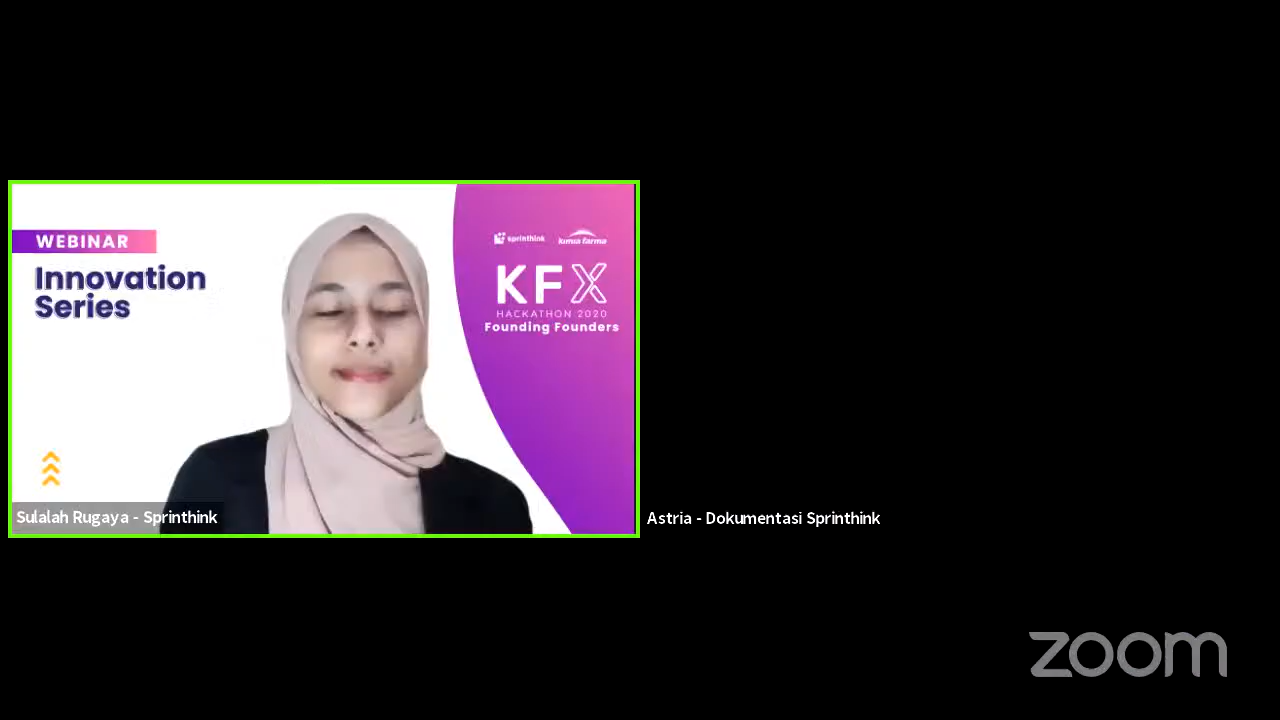 WEBINAR
Innovation
Series
sprinthink
kimia farma
KFX
HACKATHON 2020
Founding Founders
Sulalah Rugaya - Sprinthink
Astria - Dokumentasi Sprinthink
zoom